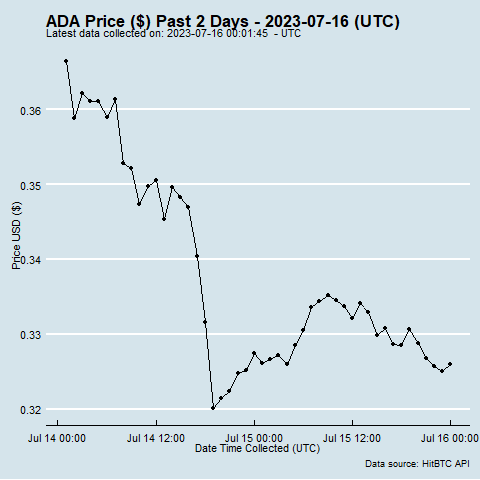 ADA Price ($) Past 2 Days - 2023-07-16 (UTC)
Latest data collected on: 2023-07-16 00:01:45  - UTC
0.36
0.35
0.34
0.33
0.32
Price USD ($)
Jul 14 00:00 Jul 14 12:00 Jul 15 00:00 Jul 15 12:00 Jul 16 00:00
Date Time Collected (UTC)
Data source: HitBTC API